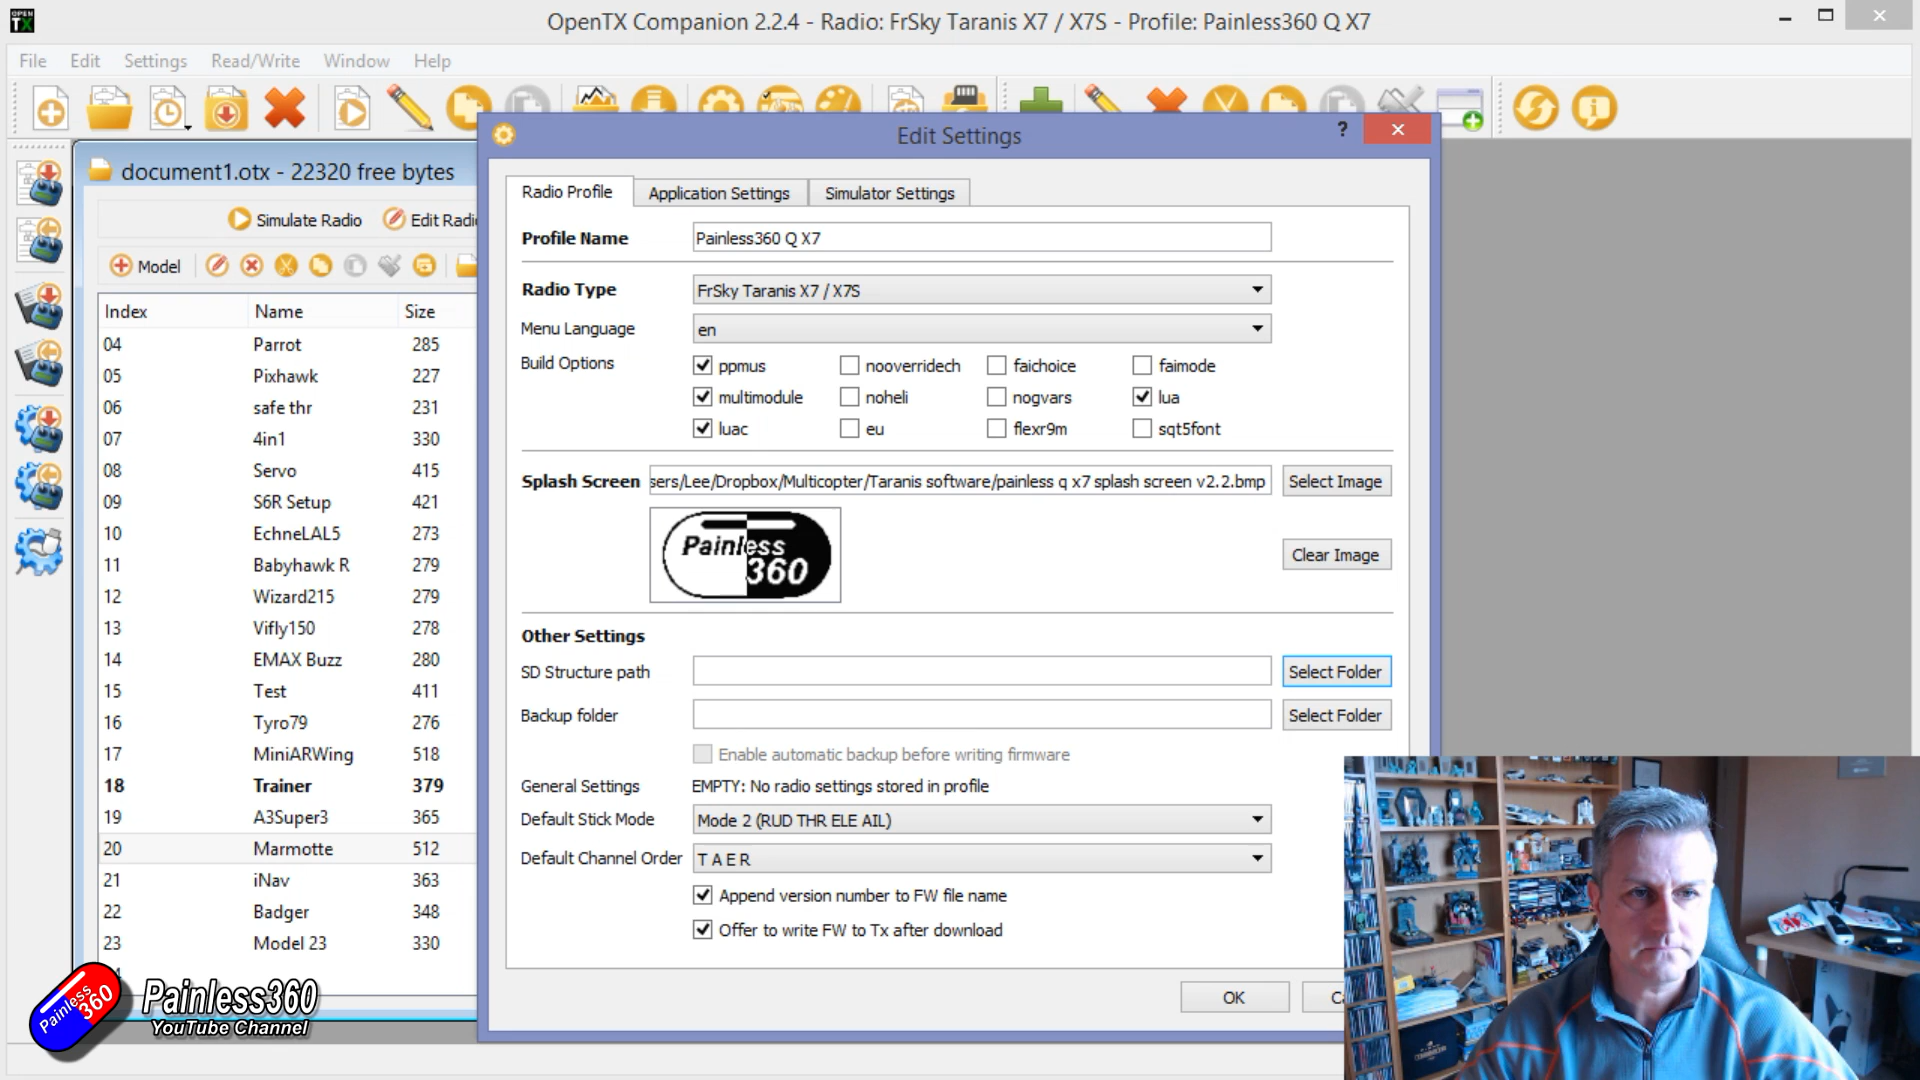 OpenTX Companion 2.2.4 - Radio: FrSky Taranis X7 / X7S - Profile: Painless360 Q X7
File Edit Settings Read/Write Window Help
document1.otx - 22320 free bytes
Simulate Radio Edit Radi
Model
Index Name Size
04 Parrot 285
05 Pixhawk 227
06 safe thr 231
07 4in1 330
08 Servo 415
09 S6R Setup 421
10 EchneLAL5 273
11 Babyhawk R 279
12 Wizard215 279
13 Vifly150 278
14 EMAX Buzz 280
15 Test 411
16 Tyro79 276
17 MiniARWing 518
18 Trainer 379
19 A3Super3 365
20 Marmotte 512
21 iNav 363
22 Badger 348
23 Model 23 330
Edit Settings
?
Radio Profile Application Settings Simulator Settings
Profile Name Painless360 Q X7
Radio Type FrSky Taranis X7 / X7S
Menu Language en
Build Options ppmus nooverridech faichoice faimode
multimodule noheli nogvars lua
luac eu flexr9m sqt5font
Splash Screen sers/Lee/Dropbox/Multicopter/Taranis software/painless q x7 splash screen v2.2.bmp Select Image
Painless
360
Clear Image
Other Settings
SD Structure path Select Folder
Backup folder Select Folder
Enable automatic backup before writing firmware
General Settings EMPTY: No radio settings stored in profile
Default Stick Mode Mode 2 (RUD THR ELE AIL)
Default Channel Order T A E R
Append version number to FW file name
Offer to write FW to Tx after download
OK
Painless
360
Painless360
YouTube Channel